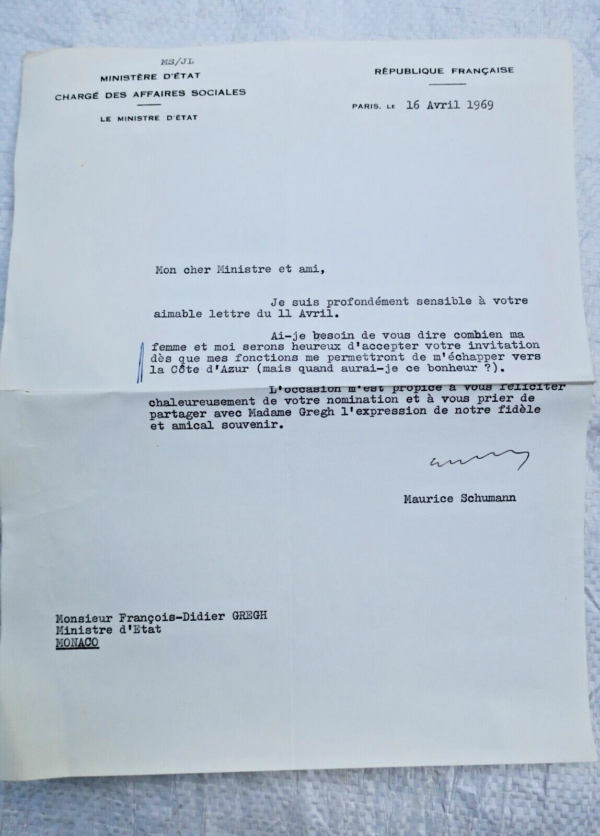 MS/JL
MINISTÈRE D'ÉTAT
CHARGÉ DES AFFAIRES SOCIALES
LE MINISTRE D'ÉTAT
RÉPUBLIQUE FRANÇAISE
PARIS, LE 16 Avril 1969
Mon cher Ministre et ami,
Je suis profondément sensible à votre
aimable lettre du 11 Avril.
Ai-je besoin de vous dire combien ma
femme et moi serons heureux d'accepter votre invitation
dès que mes fonctions me permettront de m'échapper vers
la Côte d'Azur (mais quand aurai-je ce bonheur ?).
L'occasion m'est propice à vous féliciter
chaleureusement de votre nomination et à vous prier de
partager avec Madame Gregh l'expression de notre fidèle
et amical souvenir.
Maurice Schumann
Monsieur François-Didier GREGH
Ministre d'Etat
MONACO